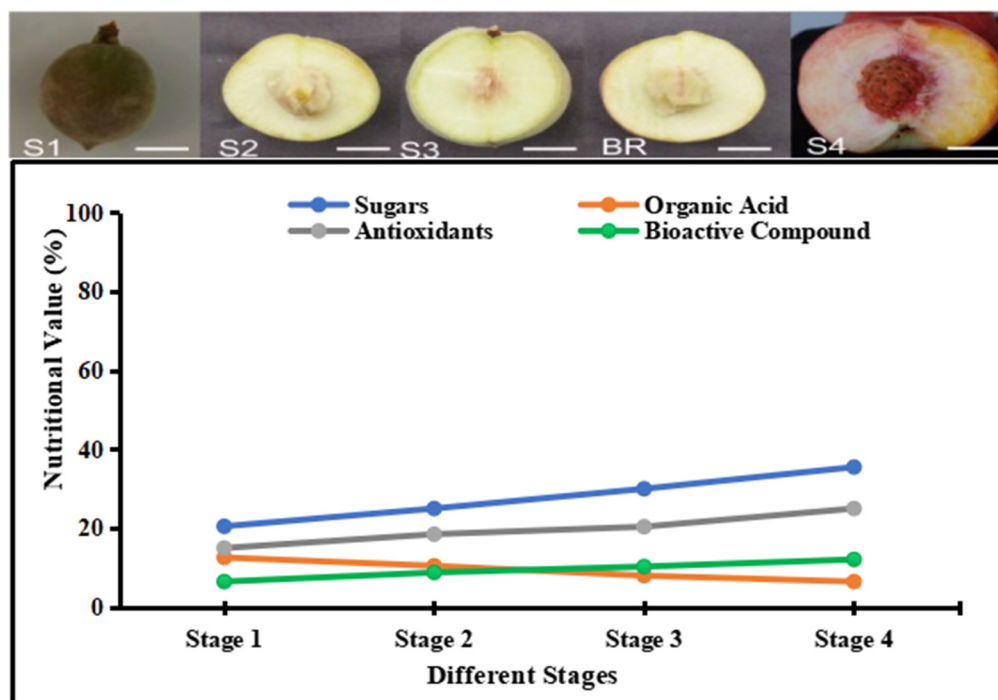 S1 S2 S3 BR S4
Sugars Organic Acid
Antioxidants Bioactive Compound
100
80
60
40
20
0
Nutritional Value (%)
Stage 1 Stage 2 Stage 3 Stage 4
Different Stages